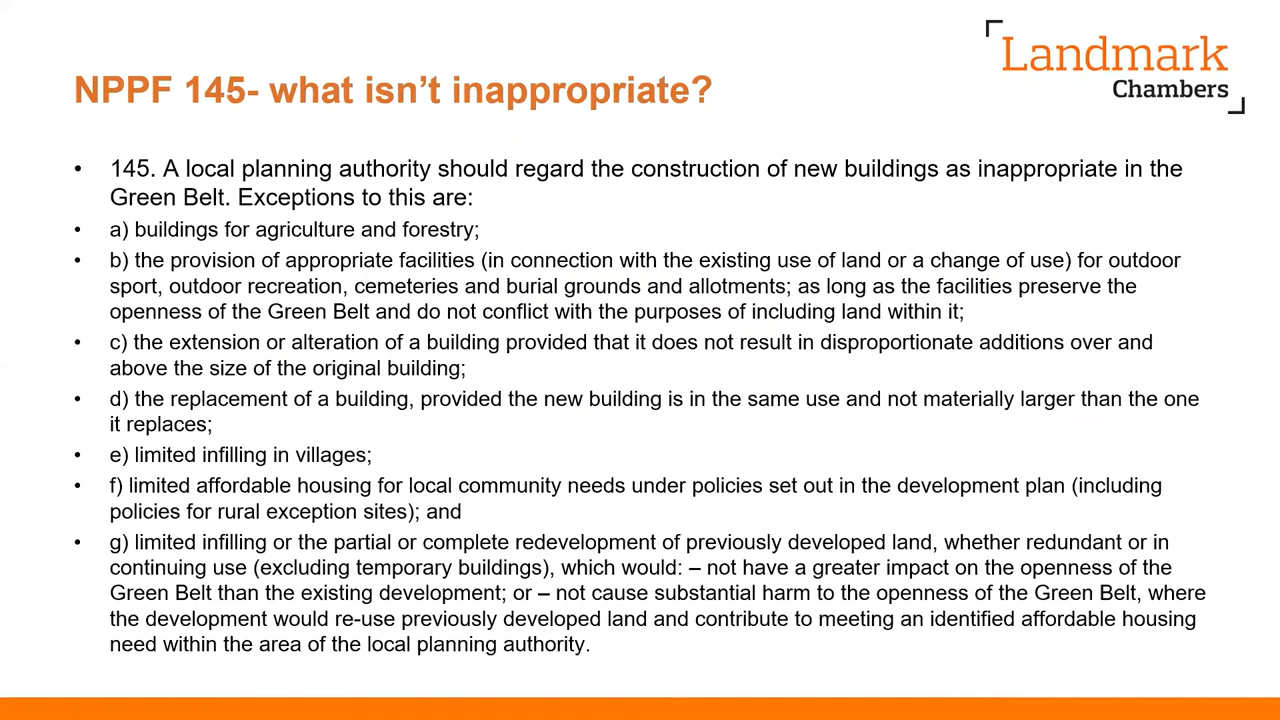 Landmark
Chambers
NPPF 145- what isn’t inappropriate?
• 145. A local planning authority should regard the construction of new buildings as inappropriate in the
Green Belt. Exceptions to this are:
• a) buildings for agriculture and forestry;
• b) the provision of appropriate facilities (in connection with the existing use of land or a change of use) for outdoor
sport, outdoor recreation, cemeteries and burial grounds and allotments; as long as the facilities preserve the
openness of the Green Belt and do not conflict with the purposes of including land within it;
• c) the extension or alteration of a building provided that it does not result in disproportionate additions over and
above the size of the original building;
• d) the replacement of a building, provided the new building is in the same use and not materially larger than the one
it replaces;
• e) limited infilling in villages;
• f) limited affordable housing for local community needs under policies set out in the development plan (including
policies for rural exception sites); and
• g) limited infilling or the partial or complete redevelopment of previously developed land, whether redundant or in
continuing use (excluding temporary buildings), which would: – not have a greater impact on the openness of the
Green Belt than the existing development; or – not cause substantial harm to the openness of the Green Belt, where
the development would re-use previously developed land and contribute to meeting an identified affordable housing
need within the area of the local planning authority.